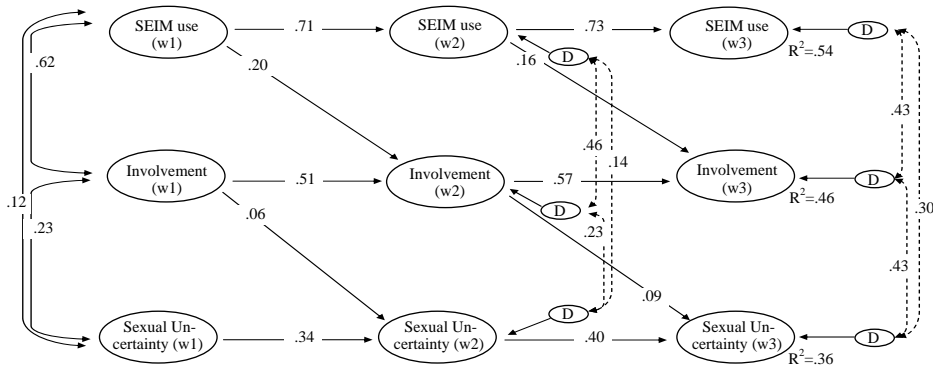 SEIM use
(w1)
.71
SEIM use
(w2)
.73
SEIM use
(w3)
D
R²=.54
.62
.20
D
.16
.43
.46
.14
Involvement
(w1)
.51
Involvement
(w2)
.57
Involvement
(w3)
D
R²=.46
.12
.23
.06
D
.23
.30
.43
.09
D
Sexual Un-
certainty (w1)
.34
Sexual Un-
certainty (w2)
.40
Sexual Un-
certainty (w3)
D
R²=.36